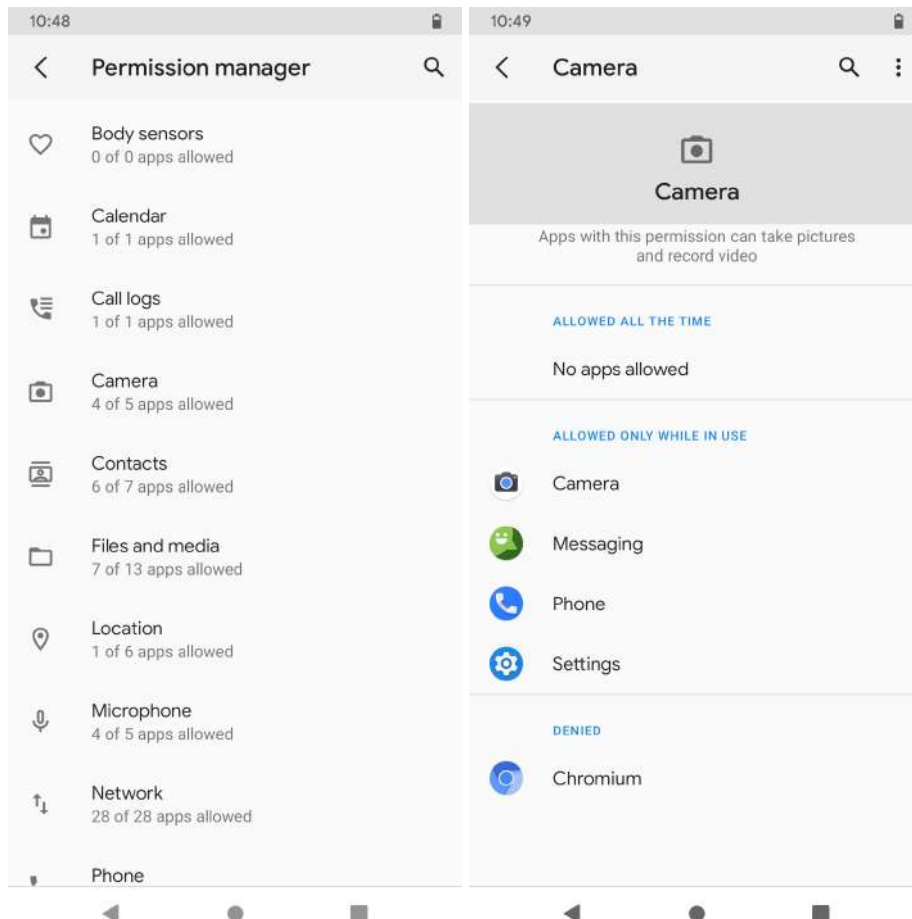 10:48
Permission manager
Body sensors
0 of 0 apps allowed
Calendar
1 of 1 apps allowed
Call logs
1 of 1 apps allowed
Camera
4 of 5 apps allowed
Contacts
6 of 7 apps allowed
Files and media
7 of 13 apps allowed
Location
1 of 6 apps allowed
Microphone
4 of 5 apps allowed
Network
28 of 28 apps allowed
Phone
10:49
Camera
Camera
Apps with this permission can take pictures
and record video
ALLOWED ALL THE TIME
No apps allowed
ALLOWED ONLY WHILE IN USE
Camera
Messaging
Phone
Settings
DENIED
Chromium